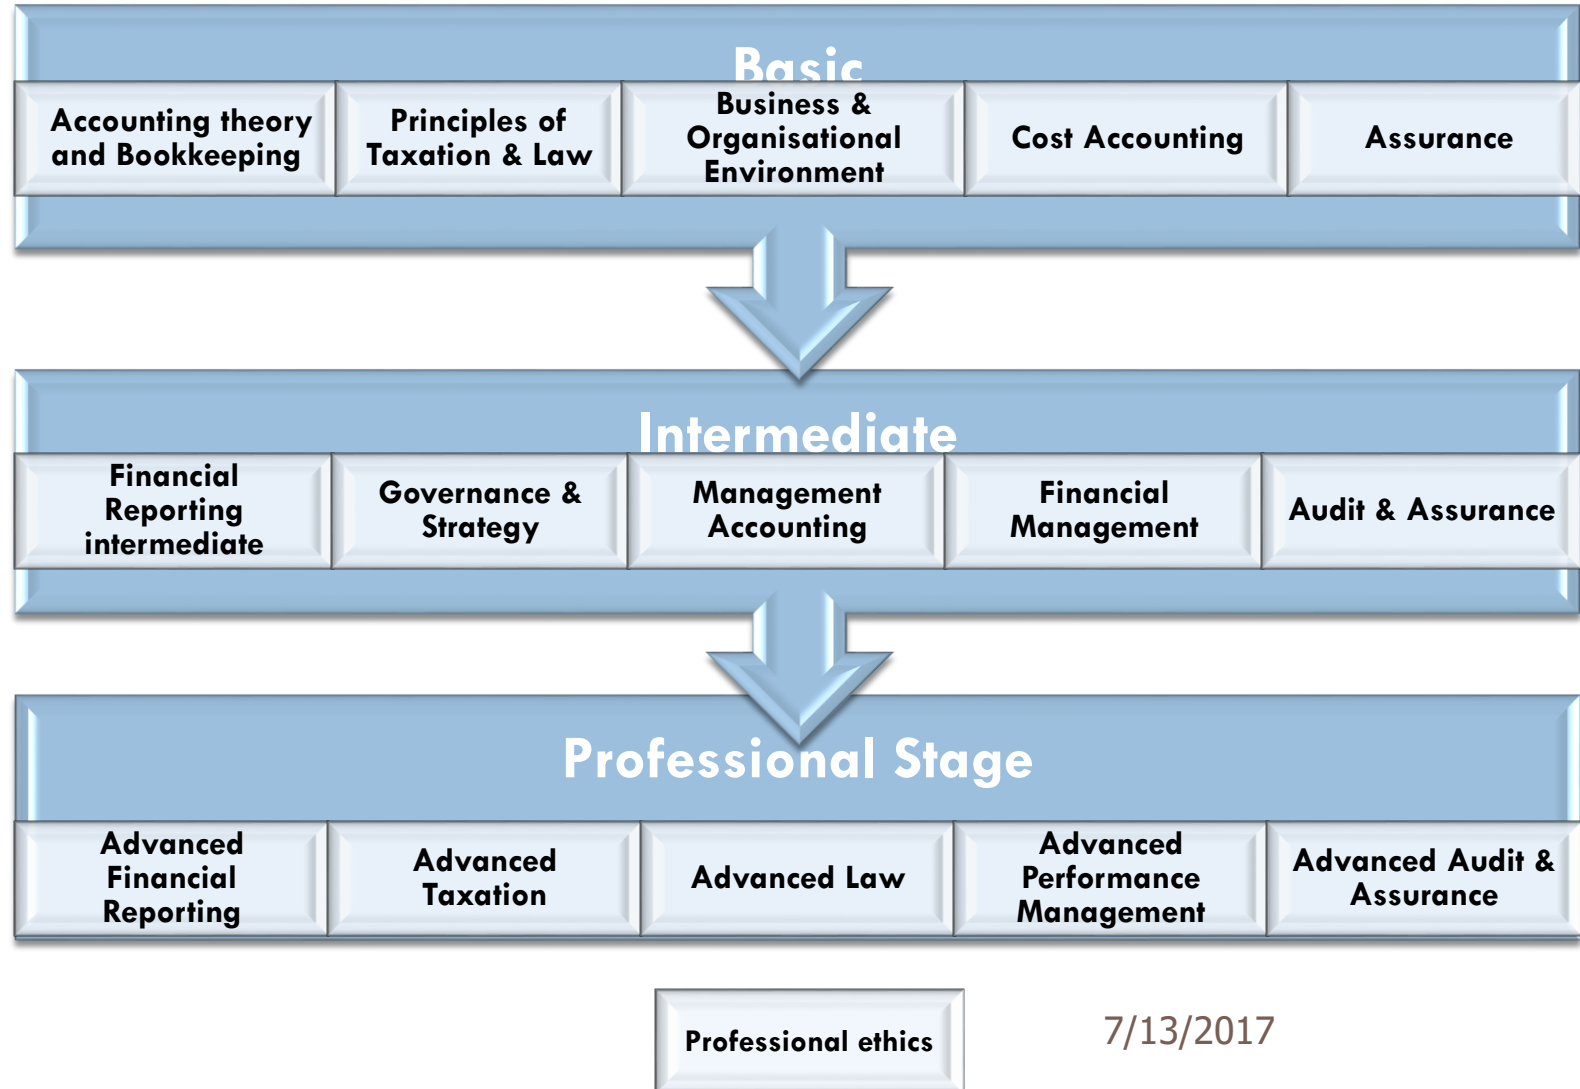 Basic
Accounting theory
and Bookkeeping
Principles of
Taxation & Law
Business &
Organisational
Environment
Cost Accounting
Assurance
Intermediate
Financial
Reporting
intermediate
Governance &
Strategy
Management
Accounting
Financial
Management
Audit & Assurance
Professional Stage
Advanced
Financial
Reporting
Advanced
Taxation
Advanced Law
Advanced
Performance
Management
Advanced Audit &
Assurance
Professional ethics
7/13/2017